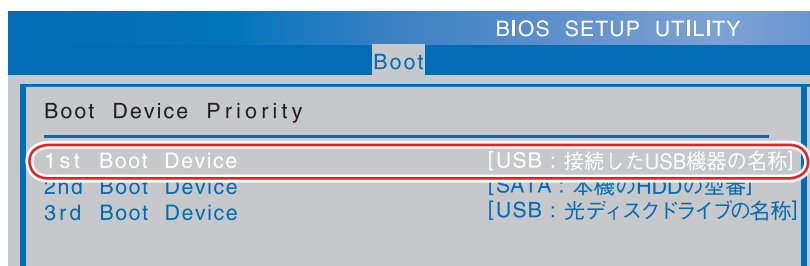 BIOS SETUP UTILITY
Boot
Boot Device Priority
1st Boot Device [USB：接続したUSB機器の名称]
2nd Boot Device [SATA：本機のHDDの型番]
3rd Boot Device [USB：光ディスクドライブの名称]